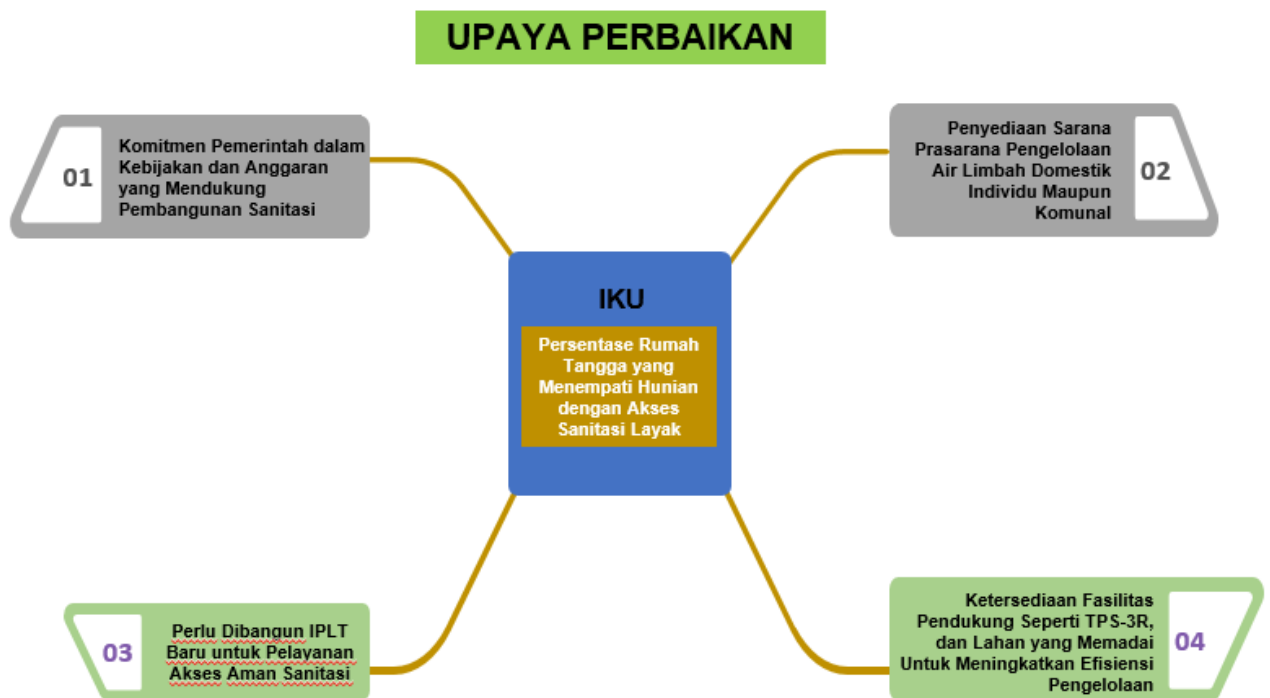 UPAYA PERBAIKAN
01
Komitmen Pemerintah dalam
Kebijakan dan Anggaran
yang Mendukung
Pembangunan Sanitasi
Penyediaan Sarana
Prasarana Pengelolaan
Air Limbah Domestik
Individu Maupun
Komunal
02
IKU
Persentase Rumah
Tangga yang
Menempati Hunian
dengan Akses
Sanitasi Layak
03
Perlu Dibangun IPLT
Baru untuk Pelayanan
Akses Aman Sanitasi
Ketersediaan Fasilitas
Pendukung Seperti TPS-3R,
dan Lahan yang Memadai
Untuk Meningkatkan Efisiensi
Pengelolaan
04